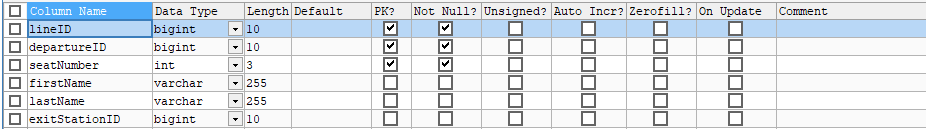 Column Name Data Type Length Default PK? Not Null? Unsigned? Auto Incr? Zerofill? On Update Comment
lineID bigint 10
departureID bigint 10
seatNumber int 3
firstName varchar 255
lastName varchar 255
exitStationID bigint 10